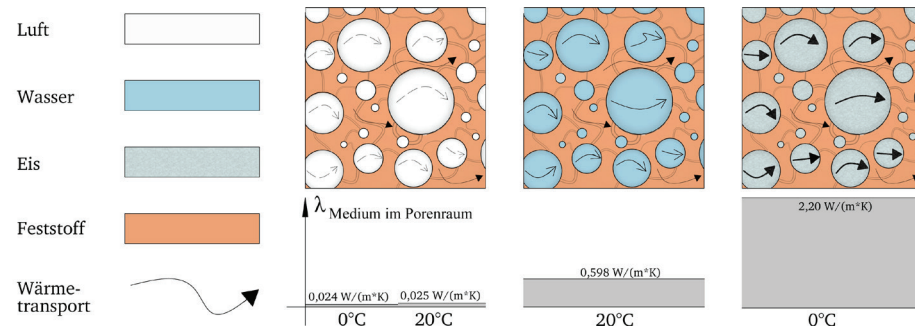 Luft
Wasser
Eis
Feststoff
Wärme-
transport
λ Medium im Porenraum
0,024 W/(m*K)
0,025 W/(m*K)
0°C
20°C
0,598 W/(m*K)
20°C
2,20 W/(m*K)
0°C